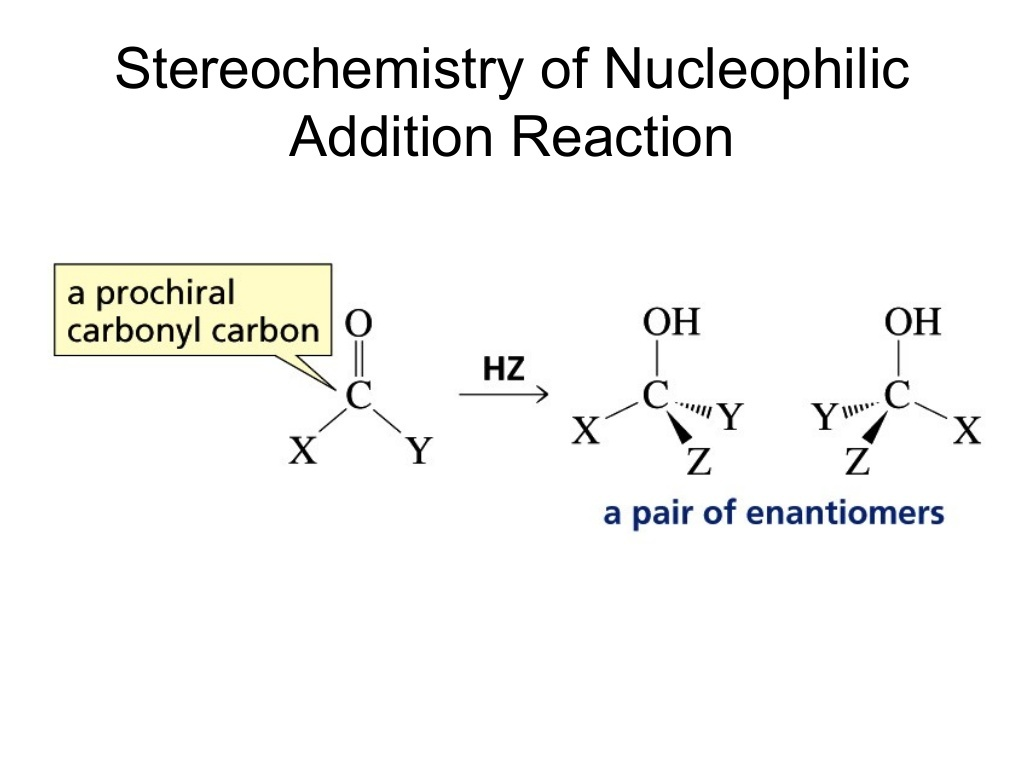 Stereochemistry of Nucleophilic
Addition Reaction
a prochiral
carbonyl carbon
O
C
X
Y
HZ
OH
C
X
Y
Z
OH
C
Y
X
Z
a pair of enantiomers